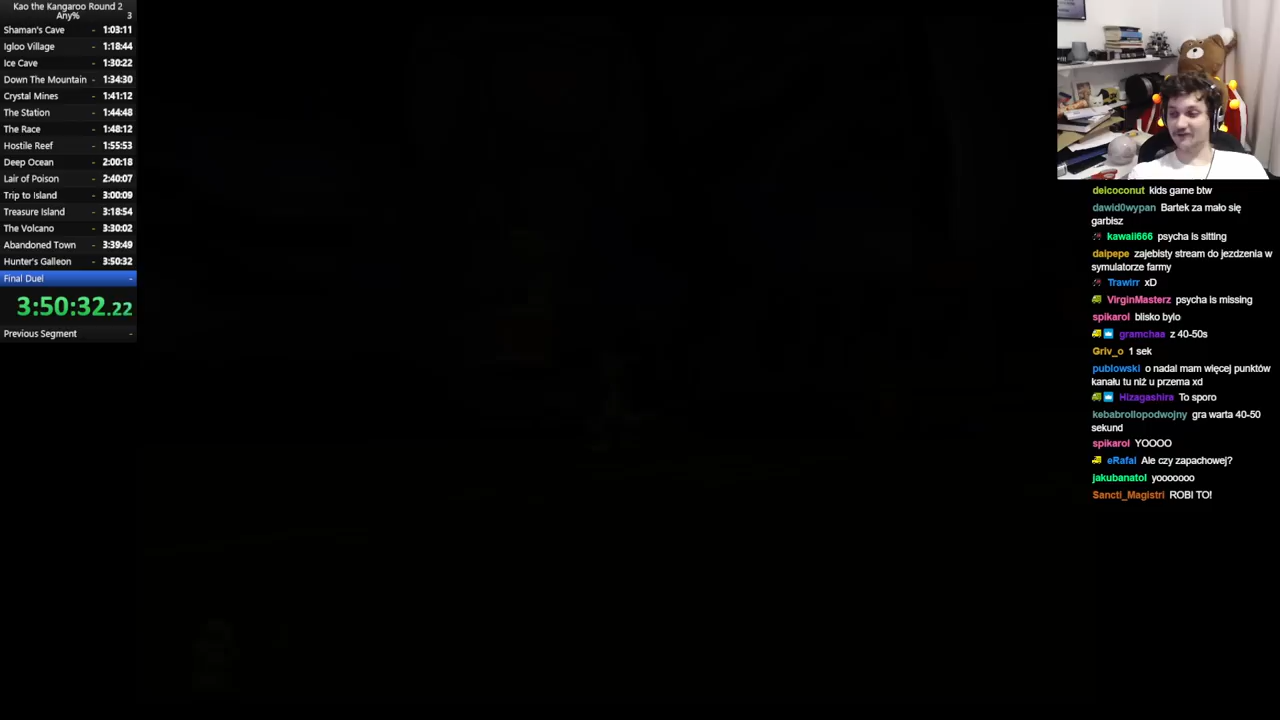 Kao the Kangaroo Round 2
Any% 3
Shaman's Cave - 1:03:11
Igloo Village - 1:18:44
Ice Cave - 1:30:22
Down The Mountain - 1:34:30
Crystal Mines - 1:41:12
The Station - 1:44:48
The Race - 1:48:12
Hostile Reef - 1:55:53
Deep Ocean - 2:00:18
Lair of Poison - 2:40:07
Trip to Island - 3:00:09
Treasure Island - 3:18:54
The Volcano - 3:30:02
Abandoned Town - 3:39:49
Hunter's Galleon - 3:50:32
Final Duel -
3:50:32.22
Previous Segment -
deicoconut kids game btw
dawid0wypan Bartek za mało się
garbisz
kawaii666 psycha is sitting
dalpepe zajebisty stream do jezdzenia w
symulatorze farmy
Trawirr xD
VirginMasterz psycha is missing
spikarol blisko bylo
gramchaa z 40-50s
Griv_o 1 sek
publowski o nadal mam więcej punktów
kanału tu niż u przema xd
Hizagashira To sporo
kebabrollopodwojny gra warta 40-50
sekund
spikarol YOOOO
eRafal Ale czy zapachowej?
jakubanatol yooooooo
Sancti_Magistri ROBI TO!